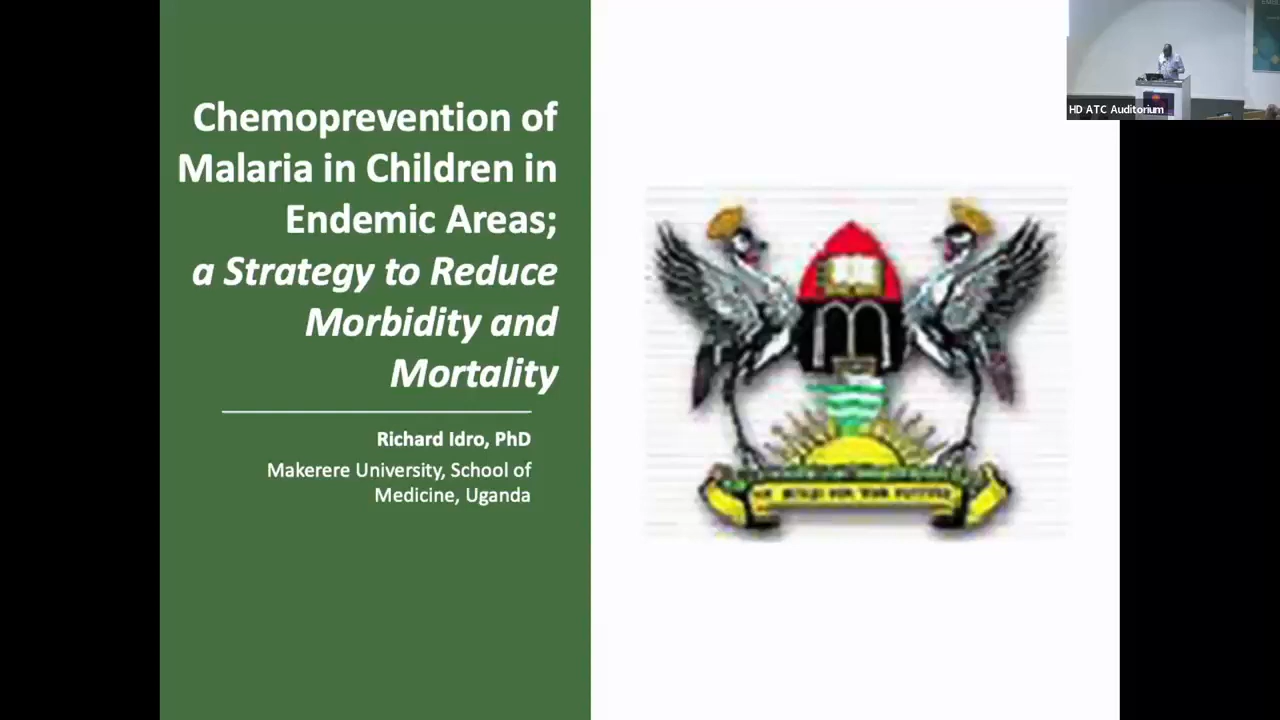 Chemoprevention of
Malaria in Children in
Endemic Areas;
a Strategy to Reduce
Morbidity and
Mortality
Richard Idro, PhD
Makerere University, School of
Medicine, Uganda
HD ATC Auditorium